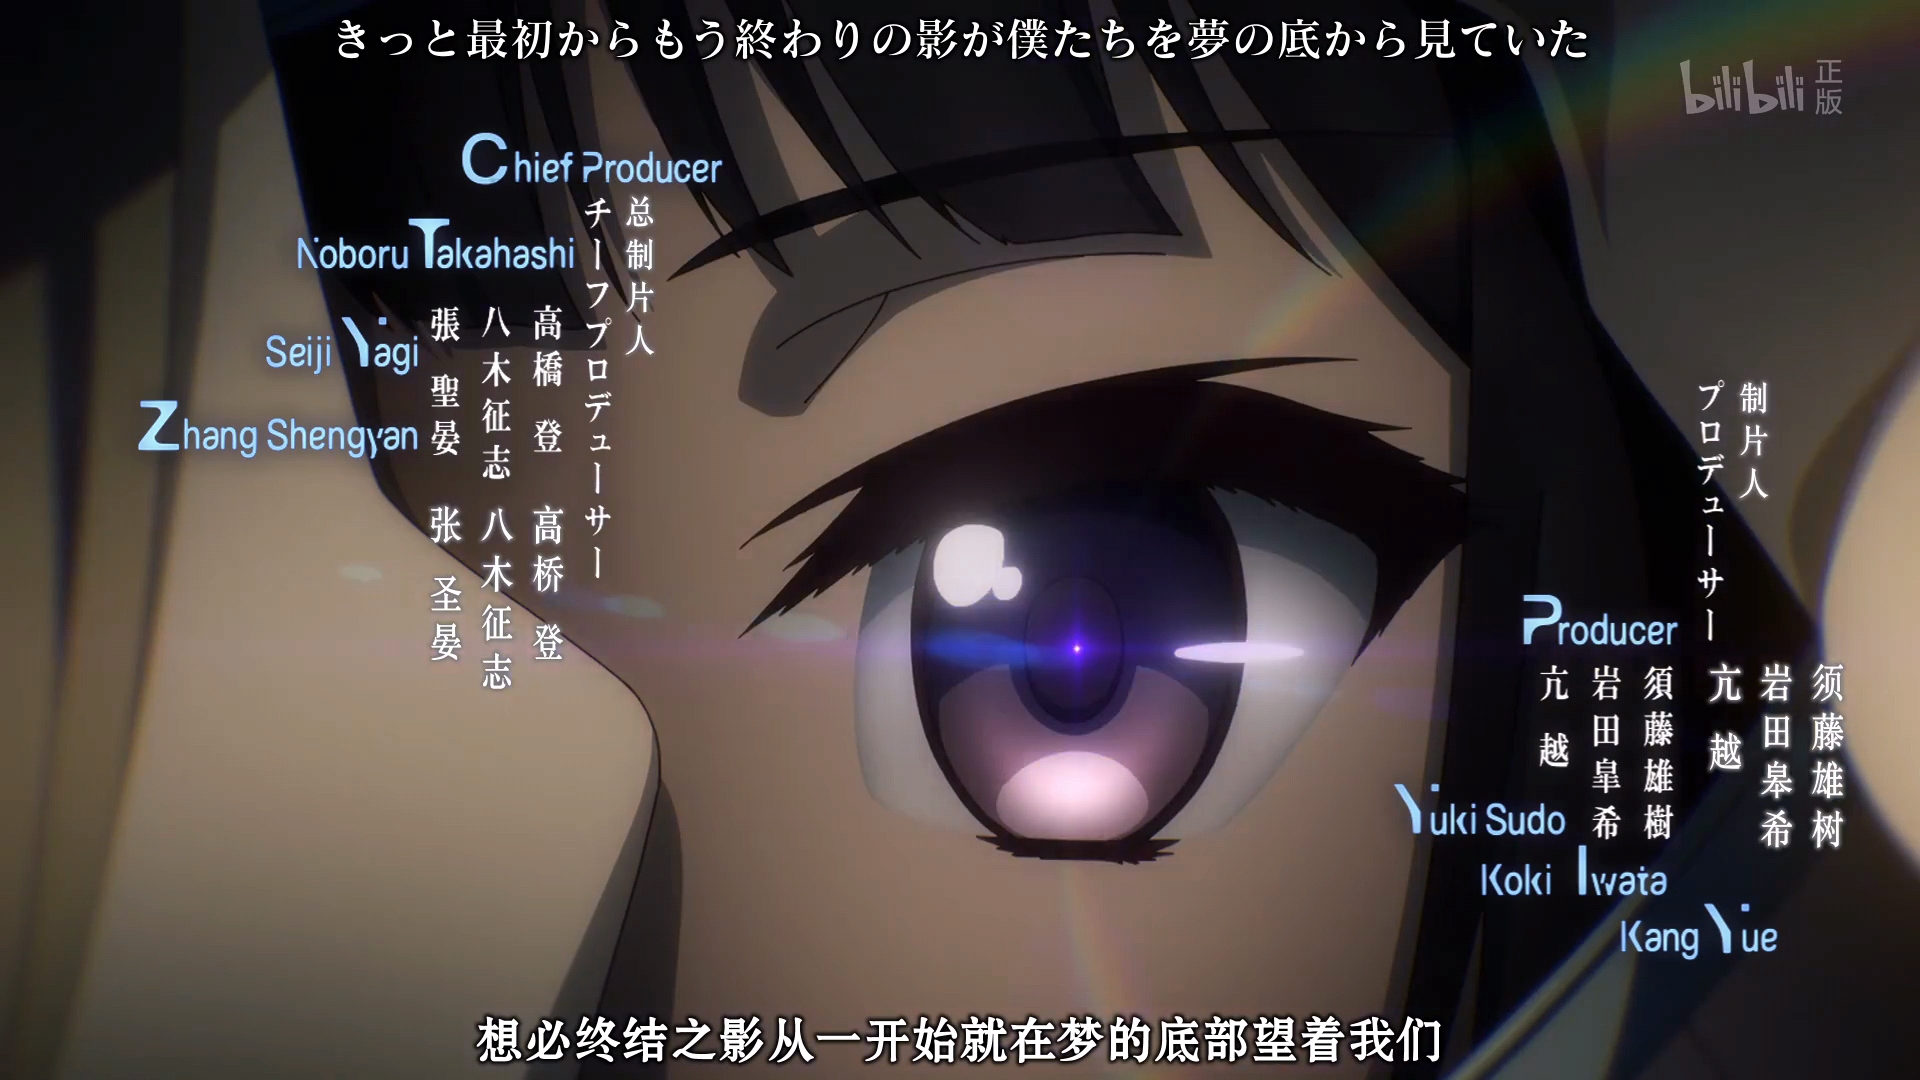 きっと最初からもう終わりの影が僕たちを夢の底から見ていた
bilibili 正版
Chief Producer
总制片人
チーフプロデューサー
Noboru Takahashi
高橋 登 高桥 登
Seiji Yagi
八木征志 八木征志
Zhang Shengyan
張 聖晏 张 圣晏
制片人
プロデューサー
Producer
须藤雄树
岩田皋希
亢 越
須藤雄樹
岩田皐希
亢 越
Yuki Sudo
Koki Iwata
Kang Yue
想必终结之影从一开始就在梦的底部望着我们